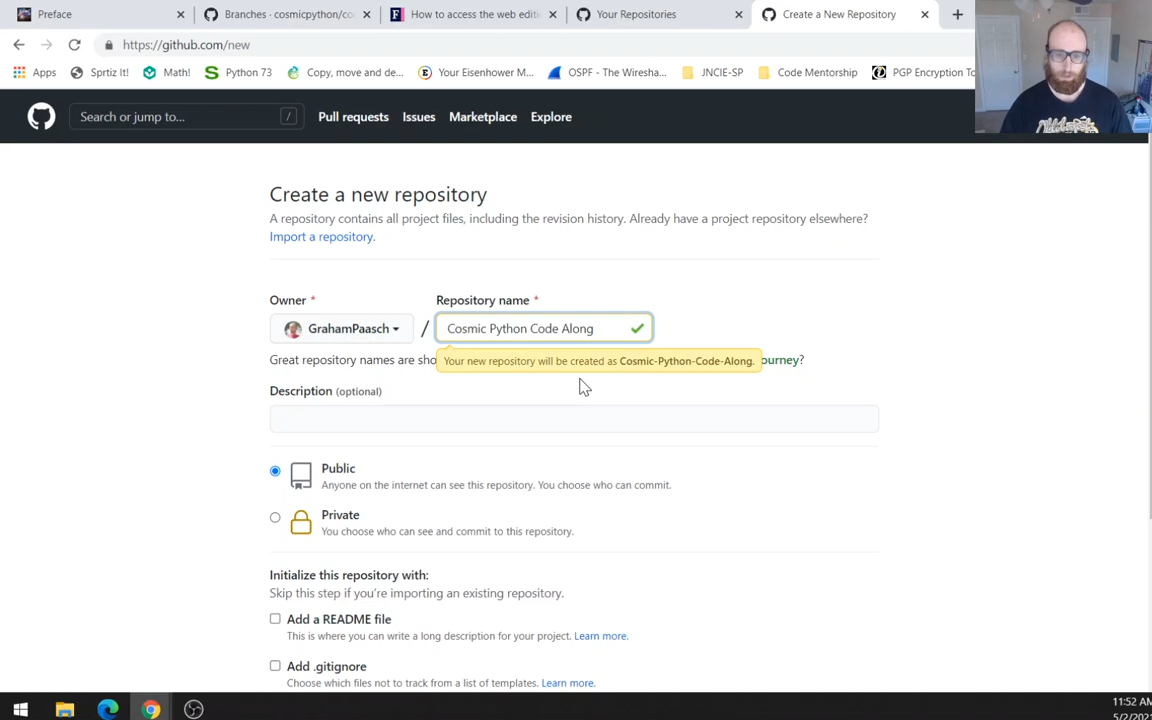 Preface
Branches · cosmicpython/co
How to access the web editi
Your Repositories
Create a New Repository
https://github.com/new
Apps
Sprtiz It!
Math!
Python 73
Copy, move and de...
Your Eisenhower M...
OSPF - The Wiresha...
JNCIE-SP
Code Mentorship
PGP Encryption To
Search or jump to...
/
Pull requests
Issues
Marketplace
Explore
Create a new repository
A repository contains all project files, including the revision history. Already have a project repository elsewhere?
Import a repository.
Owner *
Repository name *
GrahamPaasch
/
Cosmic Python Code Along
Great repository names are sho
Your new repository will be created as Cosmic-Python-Code-Along.
ourney?
Description (optional)
Public
Anyone on the internet can see this repository. You choose who can commit.
Private
You choose who can see and commit to this repository.
Initialize this repository with:
Skip this step if you're importing an existing repository.
Add a README file
This is where you can write a long description for your project. Learn more.
Add .gitignore
Choose which files not to track from a list of templates. Learn more.
11:52 AM